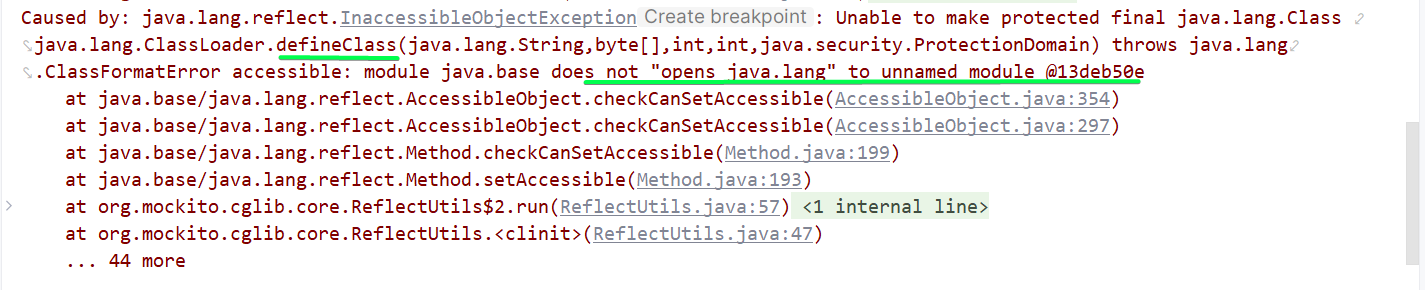 Caused by: java.lang.reflect.InaccessibleObjectException Create breakpoint : Unable to make protected final java.lang.Class
java.lang.ClassLoader.defineClass(java.lang.String,byte[],int,int,java.security.ProtectionDomain) throws java.lang
.ClassFormatError accessible: module java.base does not "opens java.lang" to unnamed module @13deb50e
at java.base/java.lang.reflect.AccessibleObject.checkCanSetAccessible(AccessibleObject.java:354)
at java.base/java.lang.reflect.AccessibleObject.checkCanSetAccessible(AccessibleObject.java:297)
at java.base/java.lang.reflect.Method.checkCanSetAccessible(Method.java:199)
at java.base/java.lang.reflect.Method.setAccessible(Method.java:193)
at org.mockito.cglib.core.ReflectUtils$2.run(ReflectUtils.java:57) <1 internal line>
at org.mockito.cglib.core.ReflectUtils.<clinit>(ReflectUtils.java:47)
... 44 more